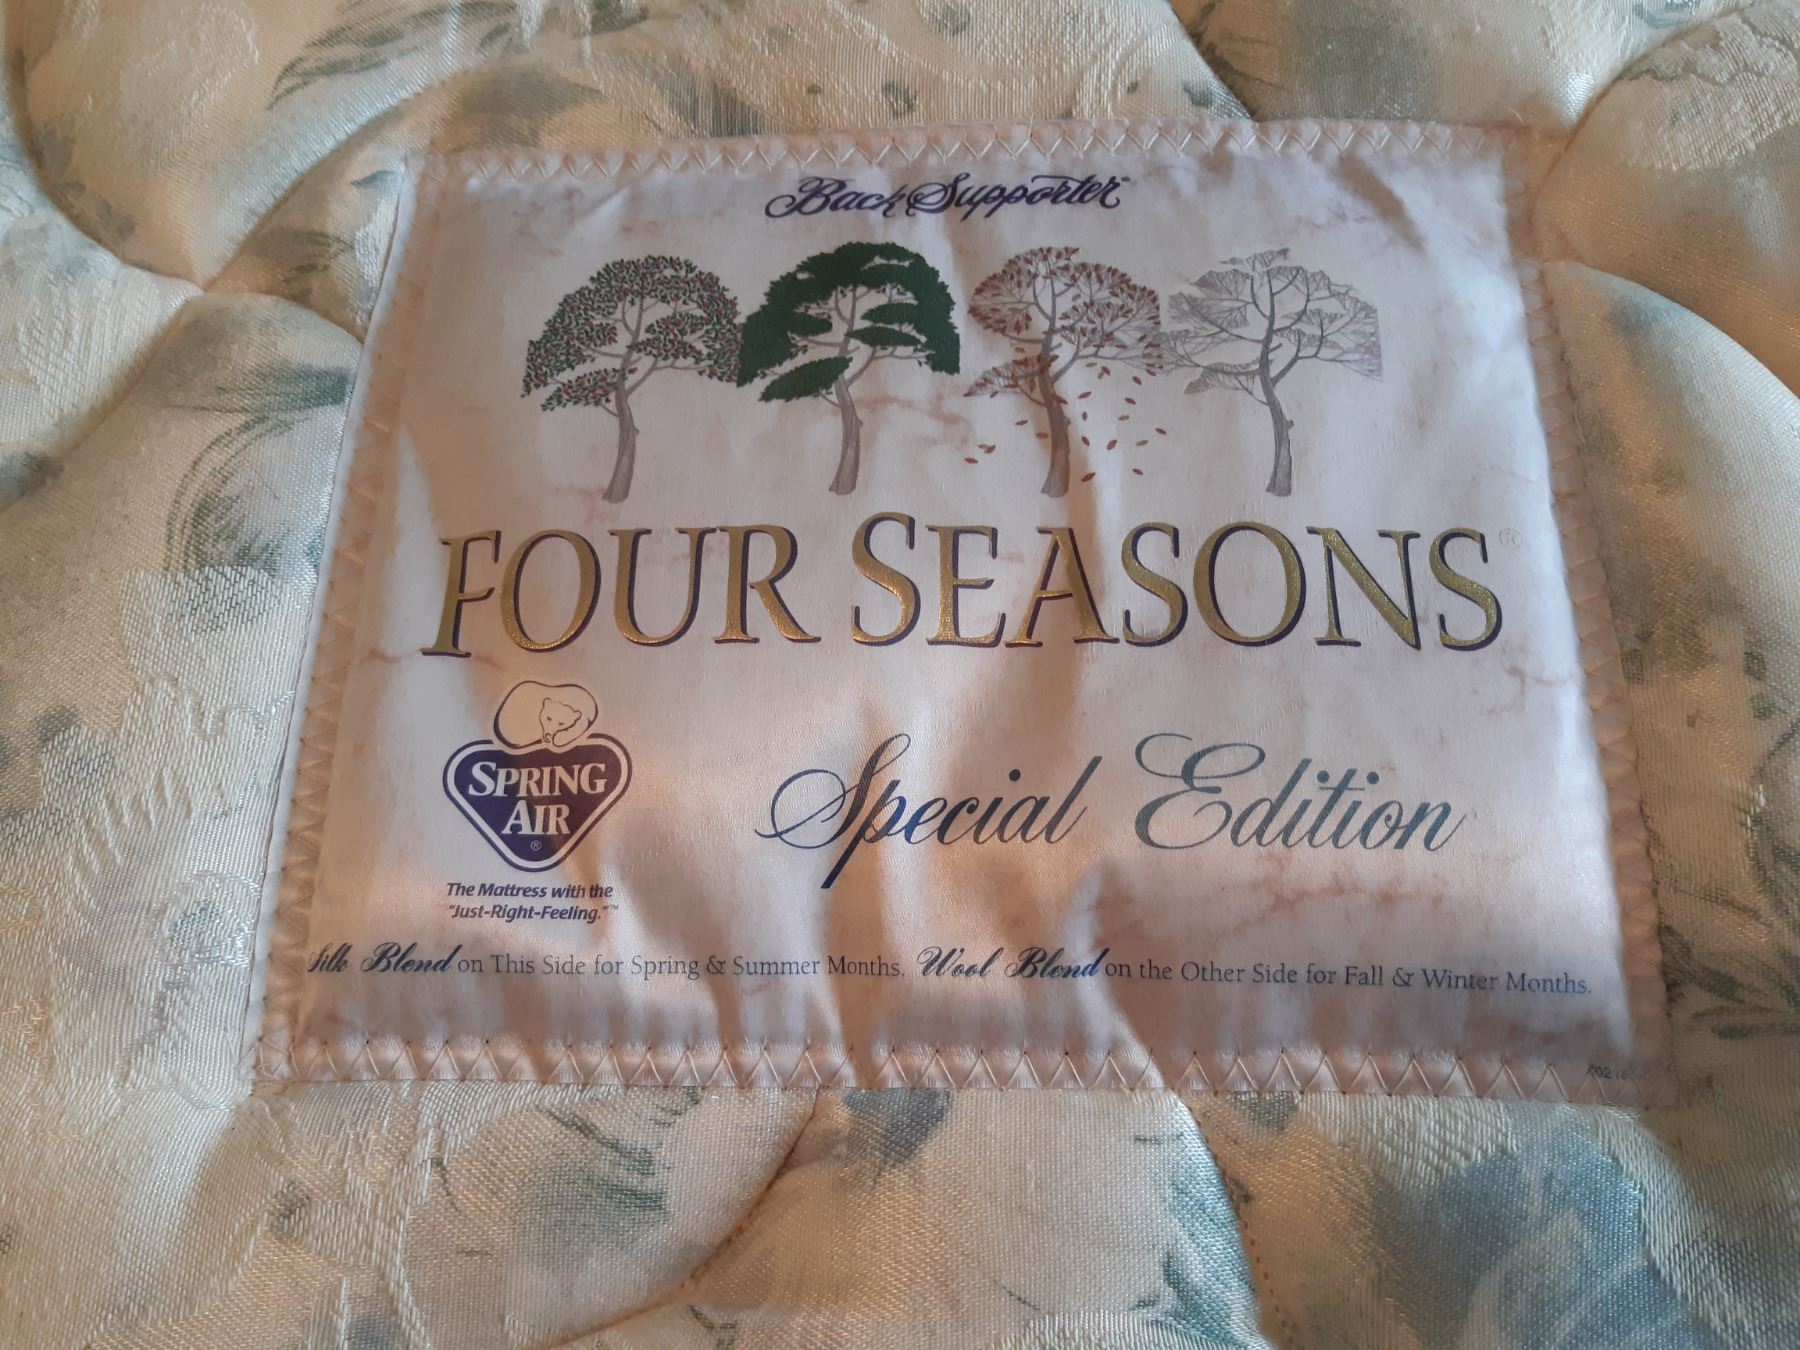 Back Supporter™
FOUR SEASONS®
SPRING
AIR
®
The Mattress with the
"Just-Right-Feeling."™
Special Edition
Silk Blend on This Side for Spring & Summer Months. Wool Blend on the Other Side for Fall & Winter Months.